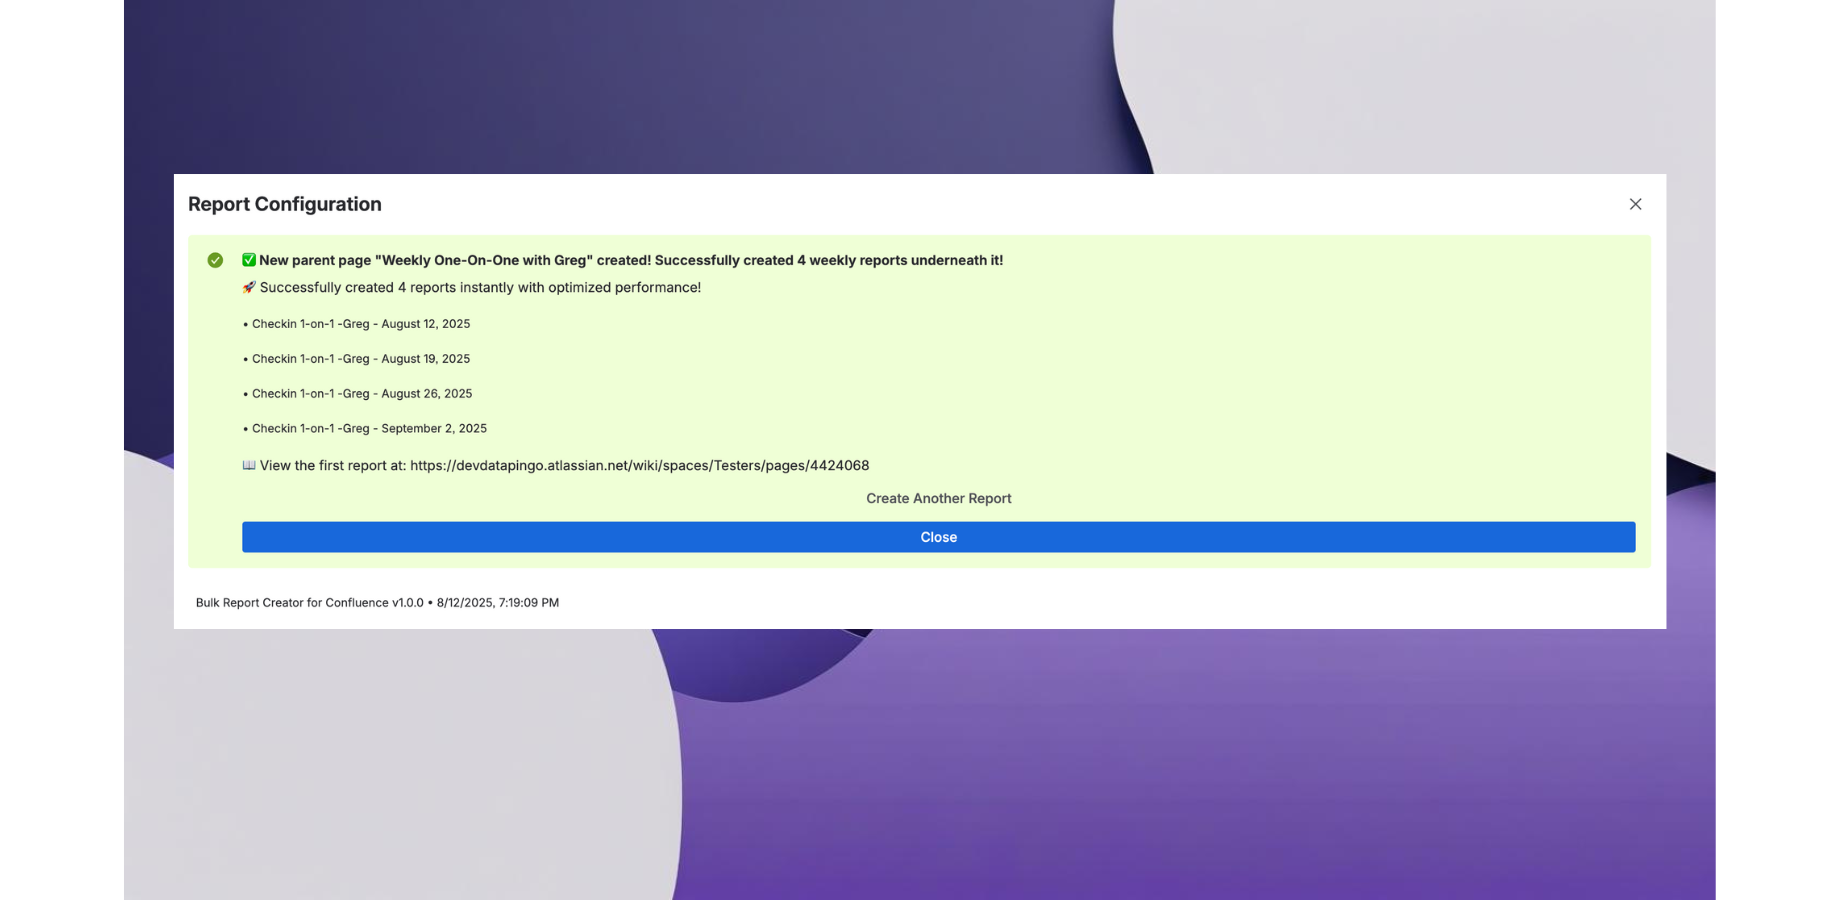 Report Configuration
✅ New parent page "Weekly One-On-One with Greg" created! Successfully created 4 weekly reports underneath it!
🚀 Successfully created 4 reports instantly with optimized performance!
• Checkin 1-on-1 -Greg - August 12, 2025
• Checkin 1-on-1 -Greg - August 19, 2025
• Checkin 1-on-1 -Greg - August 26, 2025
• Checkin 1-on-1 -Greg - September 2, 2025
📖 View the first report at: https://devdatapingo.atlassian.net/wiki/spaces/Testers/pages/4424068
Create Another Report
Close
Bulk Report Creator for Confluence v1.0.0 • 8/12/2025, 7:19:09 PM